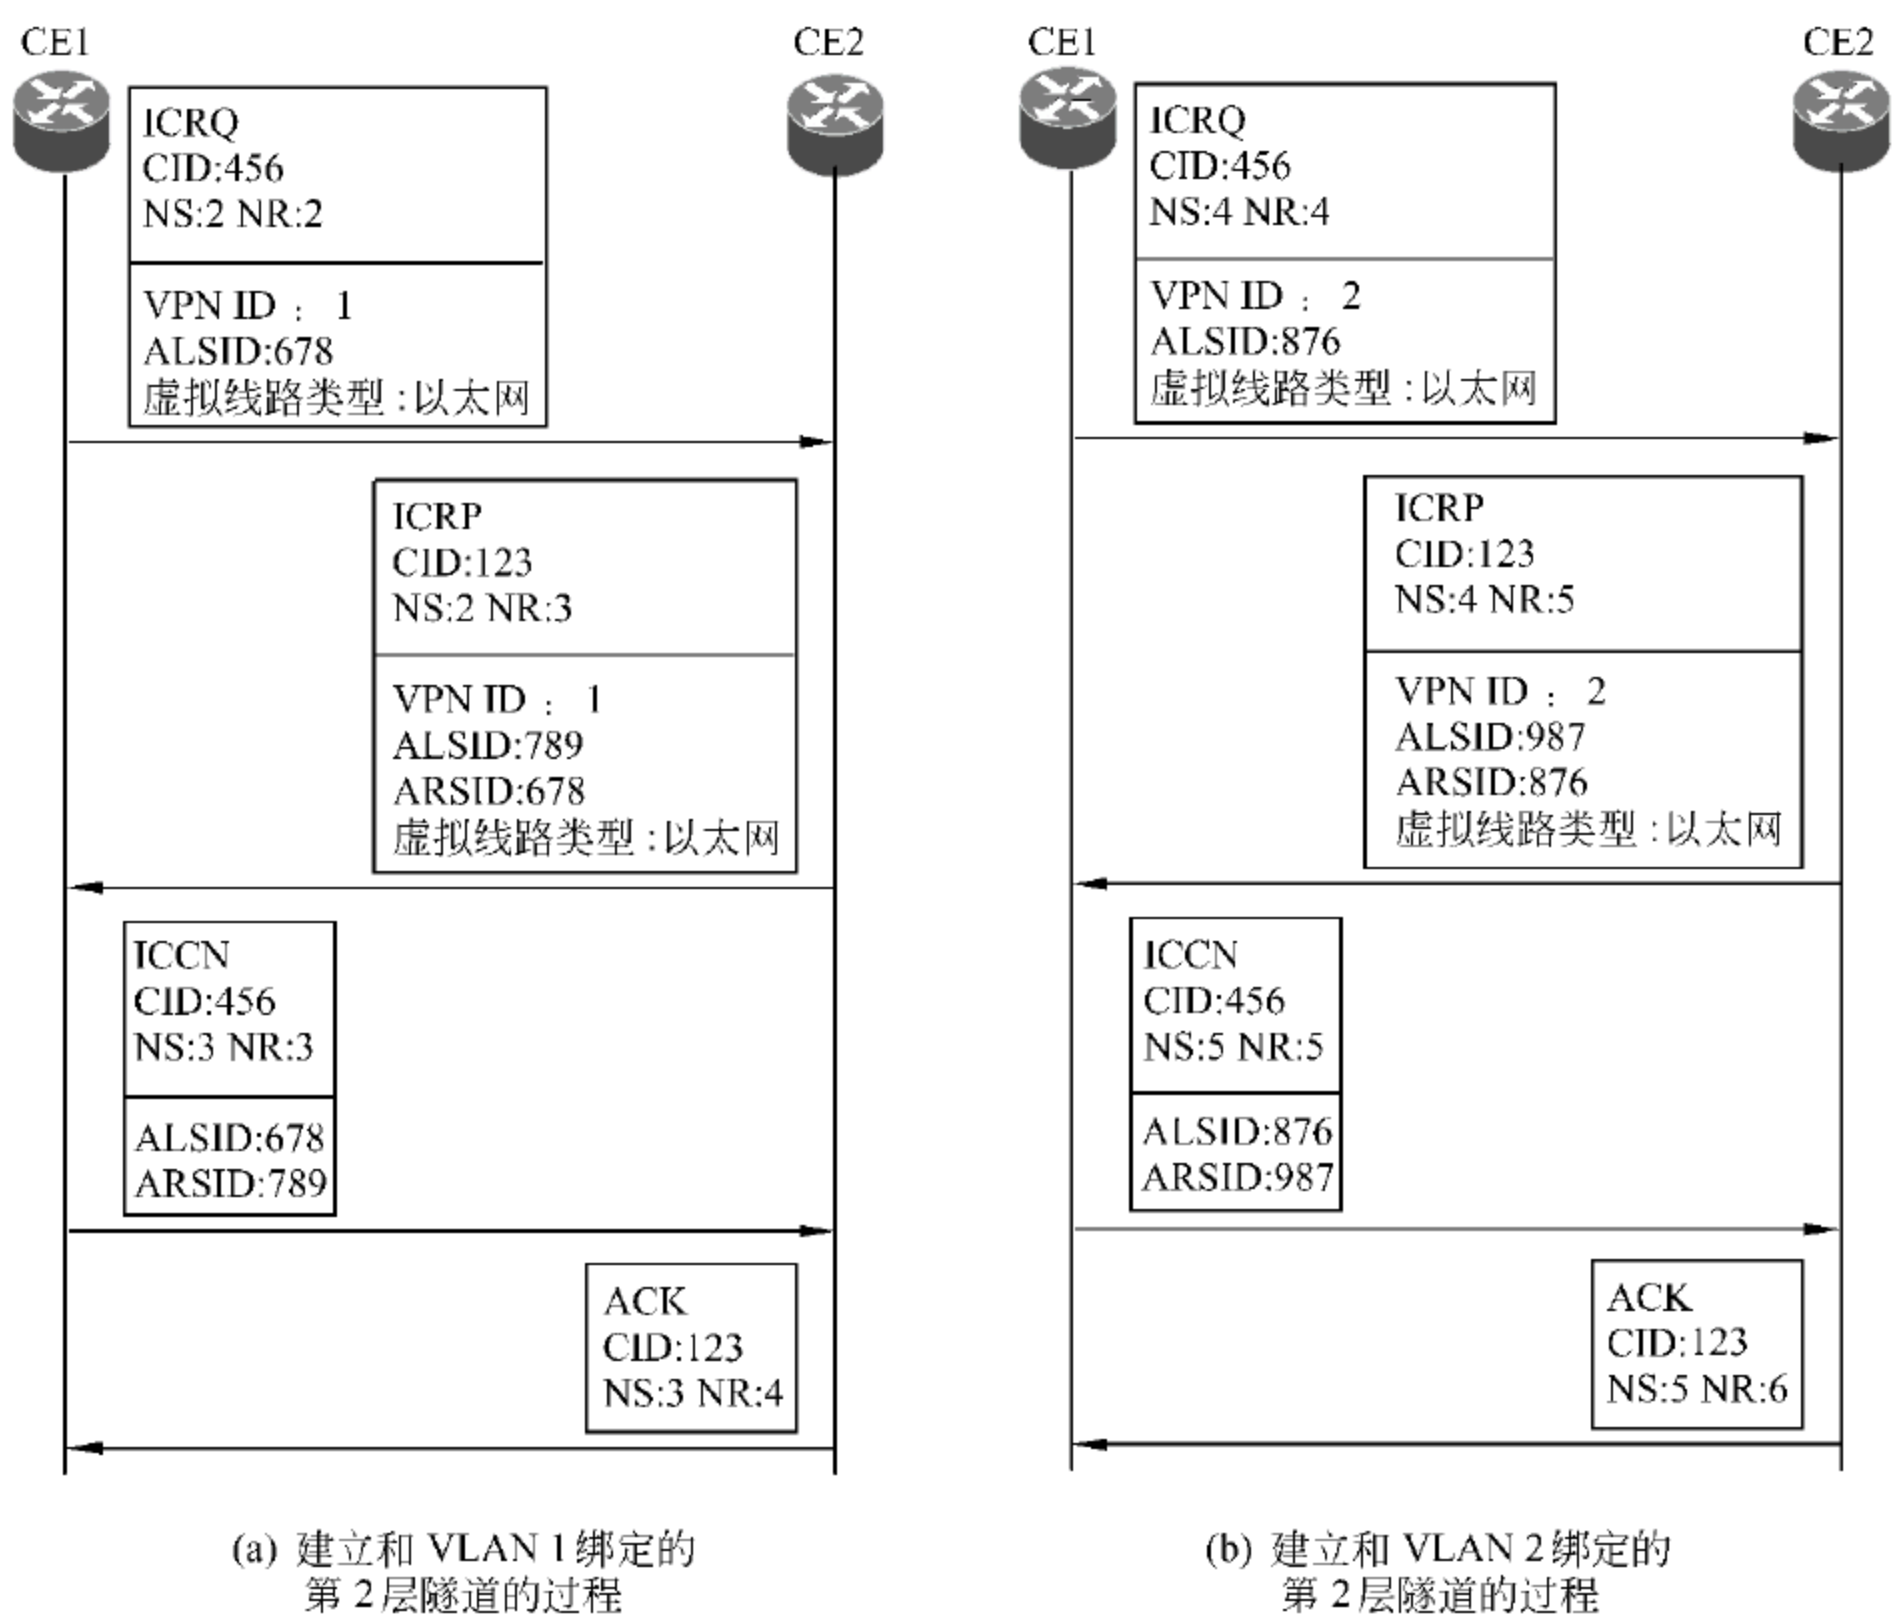 CE1
CE2
ICRQ
CID:456
NS:2 NR:2
VPN ID : 1
ALSID:678
虚拟线路类型:以太网
ICRP
CID:123
NS:2 NR:3
VPN ID : 1
ALSID:789
ARSID:678
虚拟线路类型:以太网
ICCN
CID:456
NS:3 NR:3
ALSID:678
ARSID:789
ACK
CID:123
NS:3 NR:4
(a) 建立和 VLAN 1绑定的
第 2层隧道的过程
CE1
CE2
ICRQ
CID:456
NS:4 NR:4
VPN ID : 2
ALSID:876
虚拟线路类型:以太网
ICRP
CID:123
NS:4 NR:5
VPN ID : 2
ALSID:987
ARSID:876
虚拟线路类型:以太网
ICCN
CID:456
NS:5 NR:5
ALSID:876
ARSID:987
ACK
CID:123
NS:5 NR:6
(b) 建立和 VLAN 2绑定的
第 2层隧道的过程